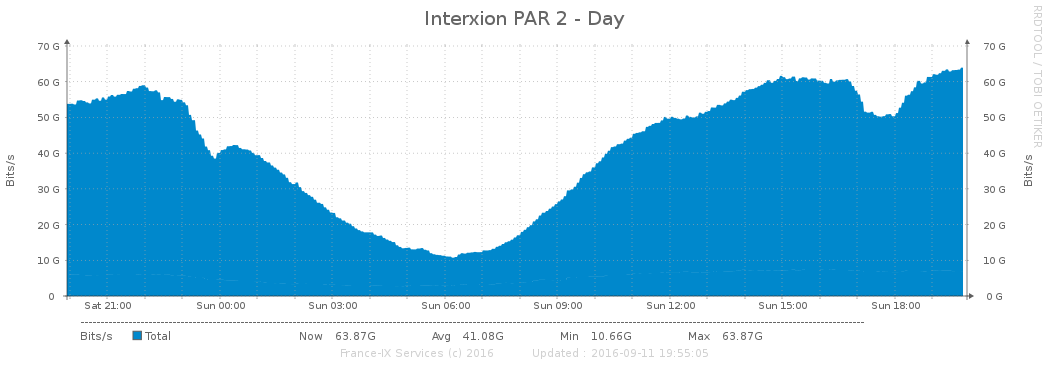 Interxion PAR 2 - Day
RRDTOOL / TOBI OETIKER
Bits/s
70 G
60 G
50 G
40 G
30 G
20 G
10 G
0
70 G
60 G
50 G
40 G
30 G
20 G
10 G
0 G
Bits/s
Sat 21:00 Sun 00:00 Sun 03:00 Sun 06:00 Sun 09:00 Sun 12:00 Sun 15:00 Sun 18:00
Bits/s Total Now 63.87G Avg 41.08G Min 10.66G Max 63.87G
France-IX Services (c) 2016 Updated : 2016-09-11 19:55:05